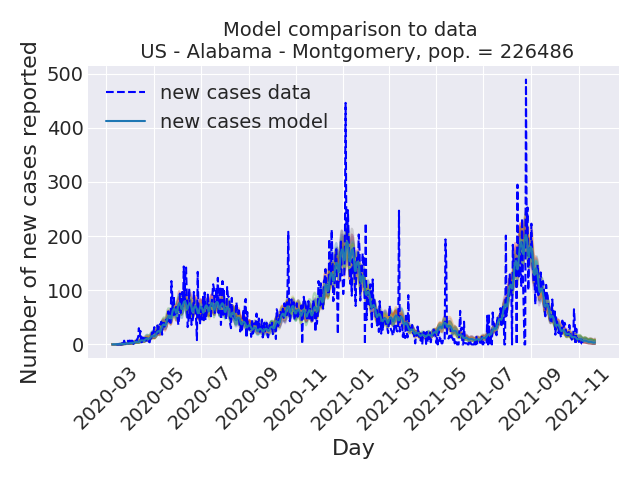 Model comparison to data
US - Alabama - Montgomery, pop. = 226486
Number of new cases reported
500
400
300
200
100
0
new cases data
new cases model
2020-03
2020-05
2020-07
2020-09
2020-11
2021-01
2021-03
2021-05
2021-07
2021-09
2021-11
Day